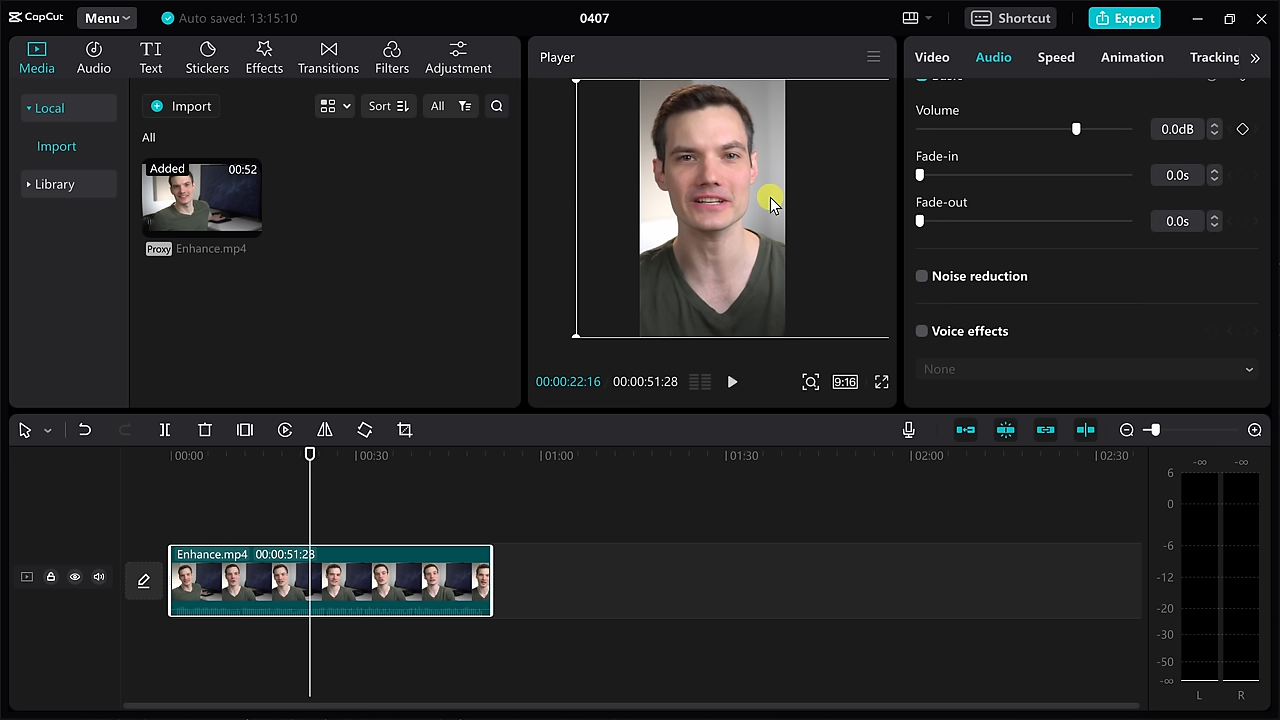 CapCut Menu Auto saved: 13:15:10 0407 Shortcut Export
Media Audio Text Stickers Effects Transitions Filters Adjustment
Local
Import
Library
Import Sort All
All
Added 00:52
Proxy Enhance.mp4
Player
00:00:22:16 00:00:51:28 9:16
Video Audio Speed Animation Tracking
Basic
Volume
0.0dB
Fade-in
0.0s
Fade-out
0.0s
Noise reduction
Voice effects
None
00:00 00:30 01:00 01:30 02:00 02:30
Enhance.mp4 00:00:51:28
-∞ -∞
6
0
-6
-12
-20
-30
-50
-∞
L R